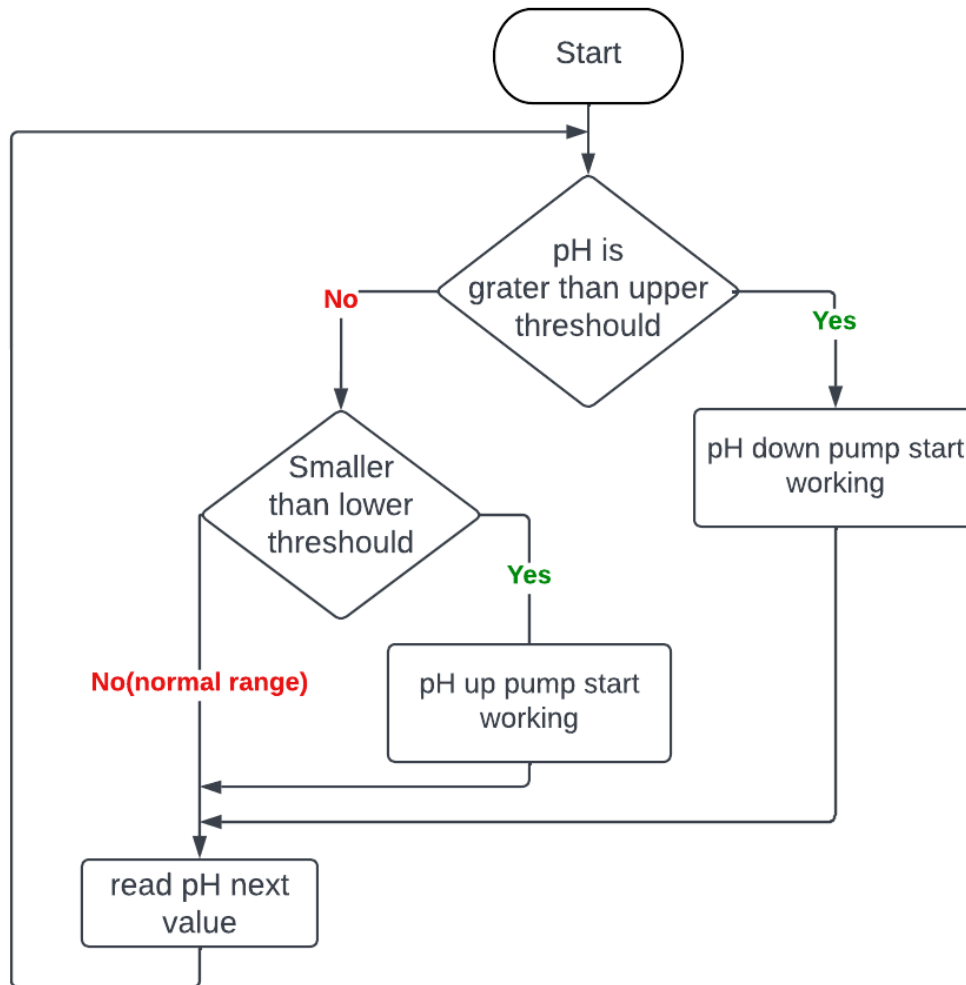 Start
pH is
grater than upper
threshould
No
Yes
pH down pump start
working
Smaller
than lower
threshould
Yes
No(normal range)
pH up pump start
working
read pH next
value